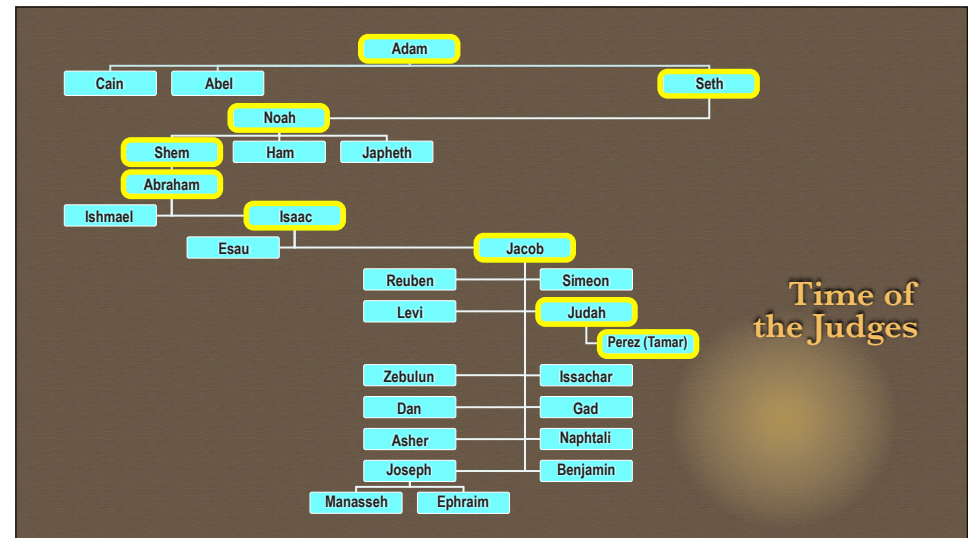 Adam
Cain Abel Seth
Noah
Shem Ham Japheth
Abraham
Ishmael Isaac
Esau Jacob
Reuben Simeon
Levi Judah
Perez (Tamar)
Zebulun Issachar
Dan Gad
Asher Naphtali
Joseph Benjamin
Manasseh Ephraim
Time of
the Judges